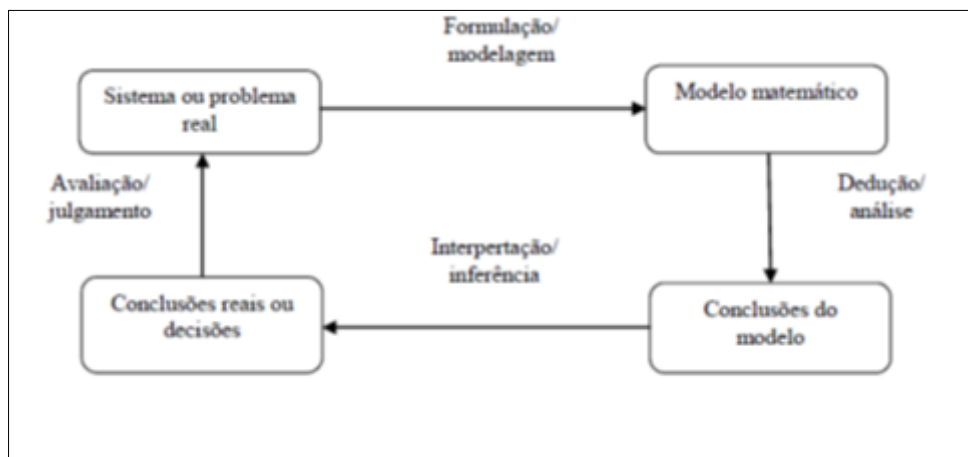 Formulação/
modelagem
Sistema ou problema
real
Modelo matemático
Avaliação/
julgamento
Dedução/
análise
Interpertação/
inferência
Conclusões reais ou
decisões
Conclusões do
modelo